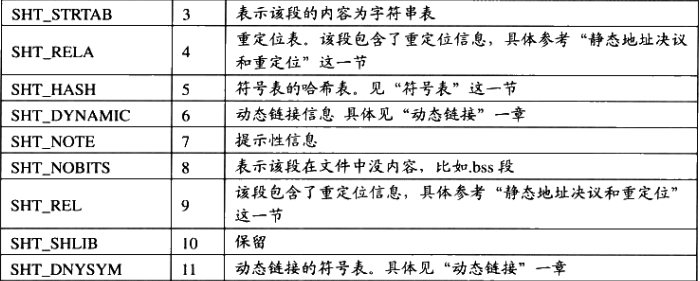 SHT_STRTAB 3 表示该段的内容为字符串表
SHT_RELA 4 重定位表。该段包含了重定位信息，具体参考“静态地址决议
和重定位”这一节
SHT_HASH 5 符号表的哈希表。见“符号表”这一节
SHT_DYNAMIC 6 动态链接信息 具体见“动态链接”一章
SHT_NOTE 7 提示性信息
SHT_NOBITS 8 表示该段在文件中没内容，比如.bss 段
SHT_REL 9 该段包含了重定位信息，具体参考“静态地址决议和重定位”
这一节
SHT_SHLIB 10 保留
SHT_DNYSYM 11 动态链接的符号表。具体见“动态链接”一章